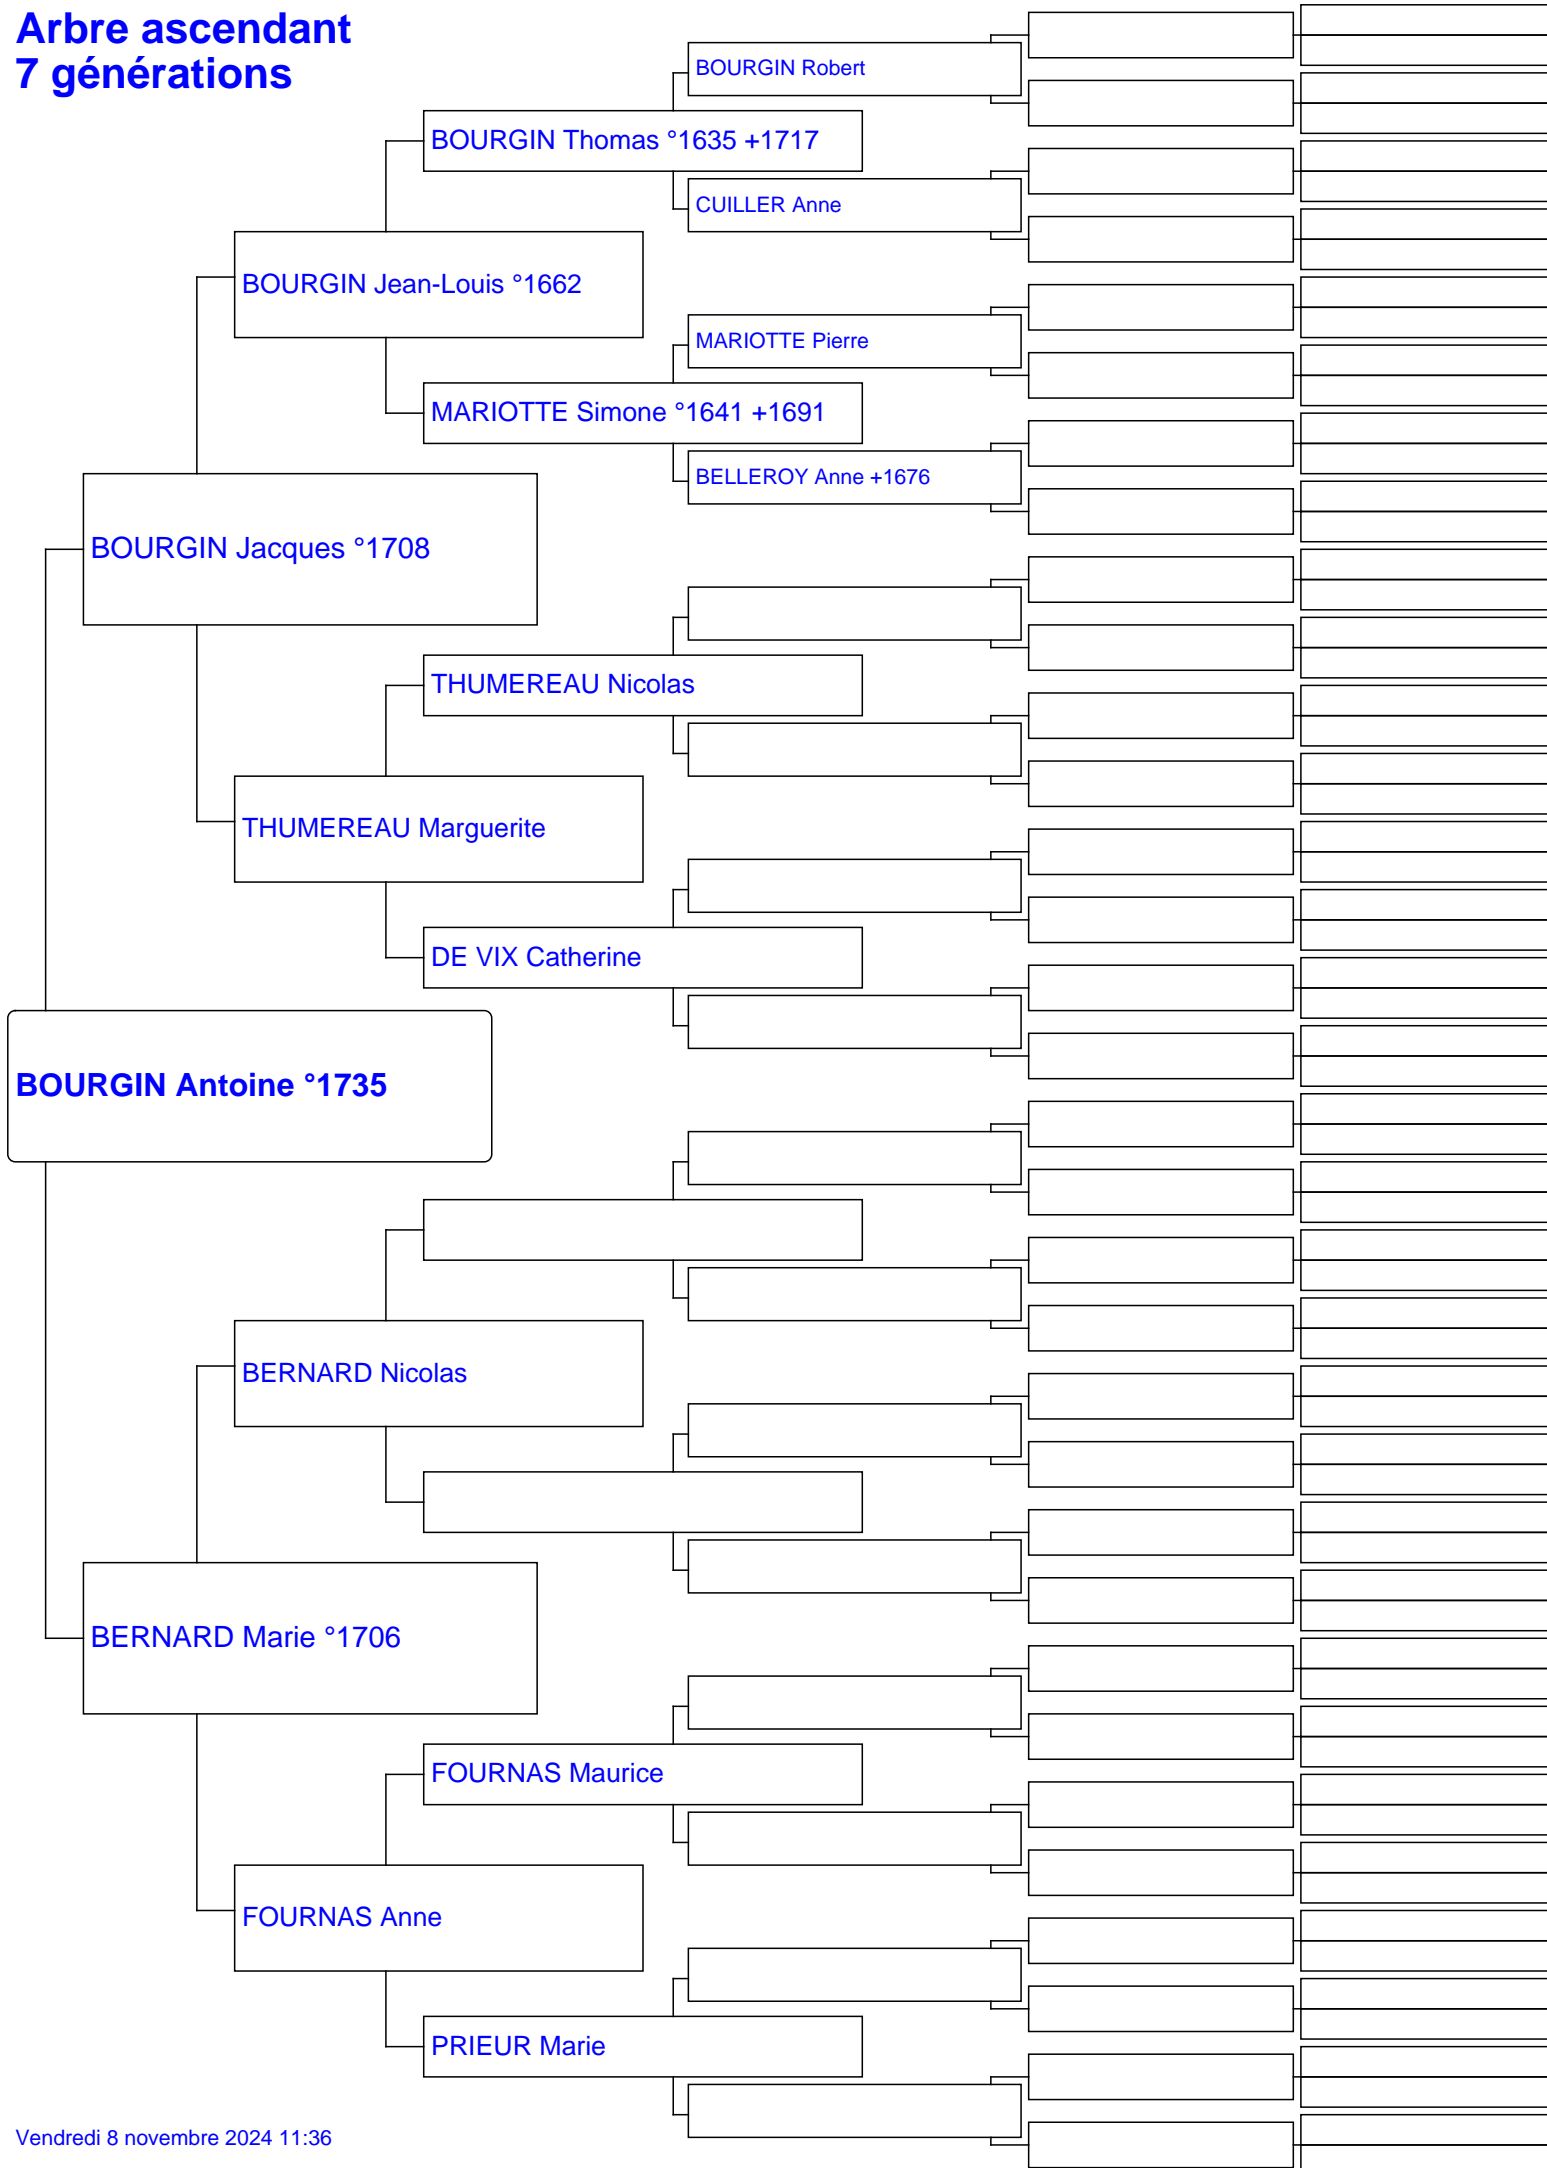 Arbre ascendant
7 générations
BOURGIN Robert
BOURGIN Thomas °1635 +1717
CUILLER Anne
BOURGIN Jean-Louis °1662
MARIOTTE Pierre
MARIOTTE Simone °1641 +1691
BELLEROY Anne +1676
BOURGIN Jacques °1708
THUMEREAU Nicolas
THUMEREAU Marguerite
DE VIX Catherine
BOURGIN Antoine °1735
BERNARD Nicolas
BERNARD Marie °1706
FOURNAS Maurice
FOURNAS Anne
PRIEUR Marie
Vendredi 8 novembre 2024 11:36